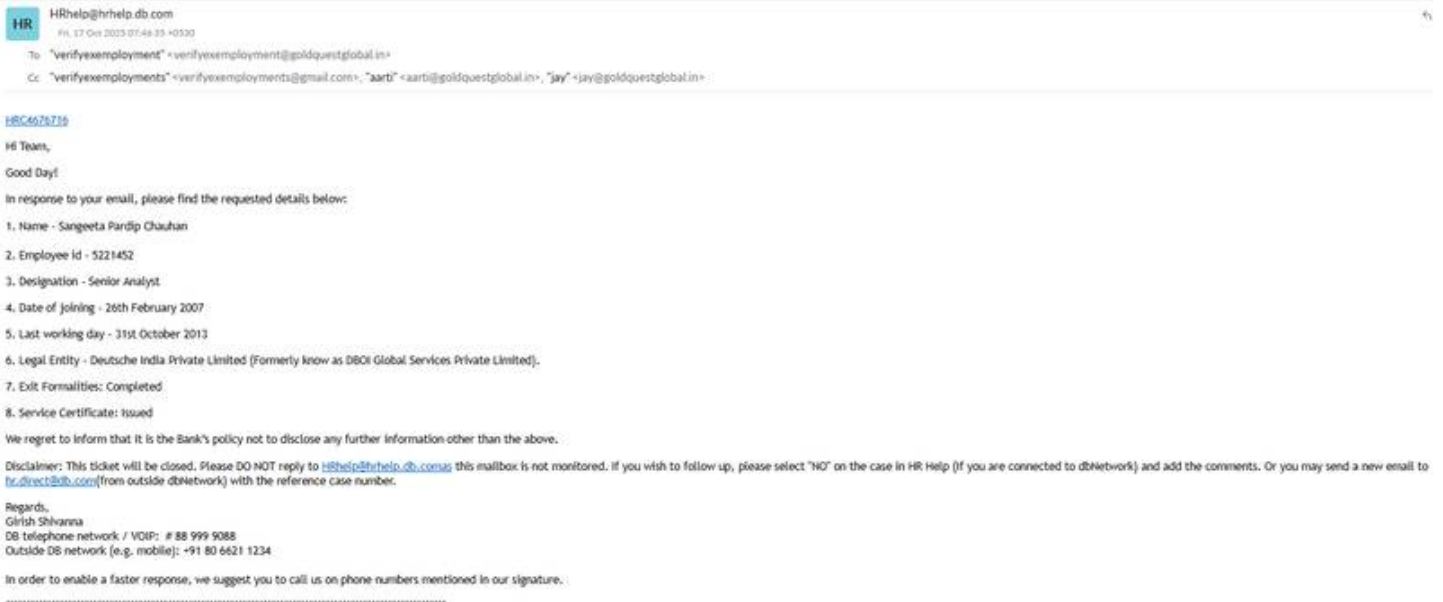 HR
HRhelp@hrhelp.db.com
Fri, 17 Oct 2025 07:46:35 +0530
To "verifyexemployment" <verifyexemployment@goldquestglobal.in>
Cc "verifyexemployments" <verifyexemployments@gmail.com>, "aarti" <aarti@goldquestglobal.in>, "jay" <jay@goldquestglobal.in>
HRC4676716
Hi Team,
Good Day!
In response to your email, please find the requested details below:
1. Name - Sangeeta Pardip Chauhan
2. Employee id - 5221452
3. Designation - Senior Analyst
4. Date of joining - 26th February 2007
5. Last working day - 31st October 2013
6. Legal Entity - Deutsche India Private Limited (Formerly know as DBOI Global Services Private Limited).
7. Exit Formalities: Completed
8. Service Certificate: Issued
We regret to inform that it is the Bank's policy not to disclose any further information other than the above.
Disclaimer: This ticket will be closed. Please DO NOT reply to HRhelp@hrhelp.db.comas this mailbox is not monitored. If you wish to follow up, please select "NO" on the case in HR Help (if you are connected to dbNetwork) and add the comments. Or you may send a new email to
hr.direct@db.com(from outside dbNetwork) with the reference case number.
Regards,
Girish Shivanna
DB telephone network / VOIP: # 88 999 9088
Outside DB network (e.g. mobile): +91 80 6621 1234
In order to enable a faster response, we suggest you to call us on phone numbers mentioned in our signature.